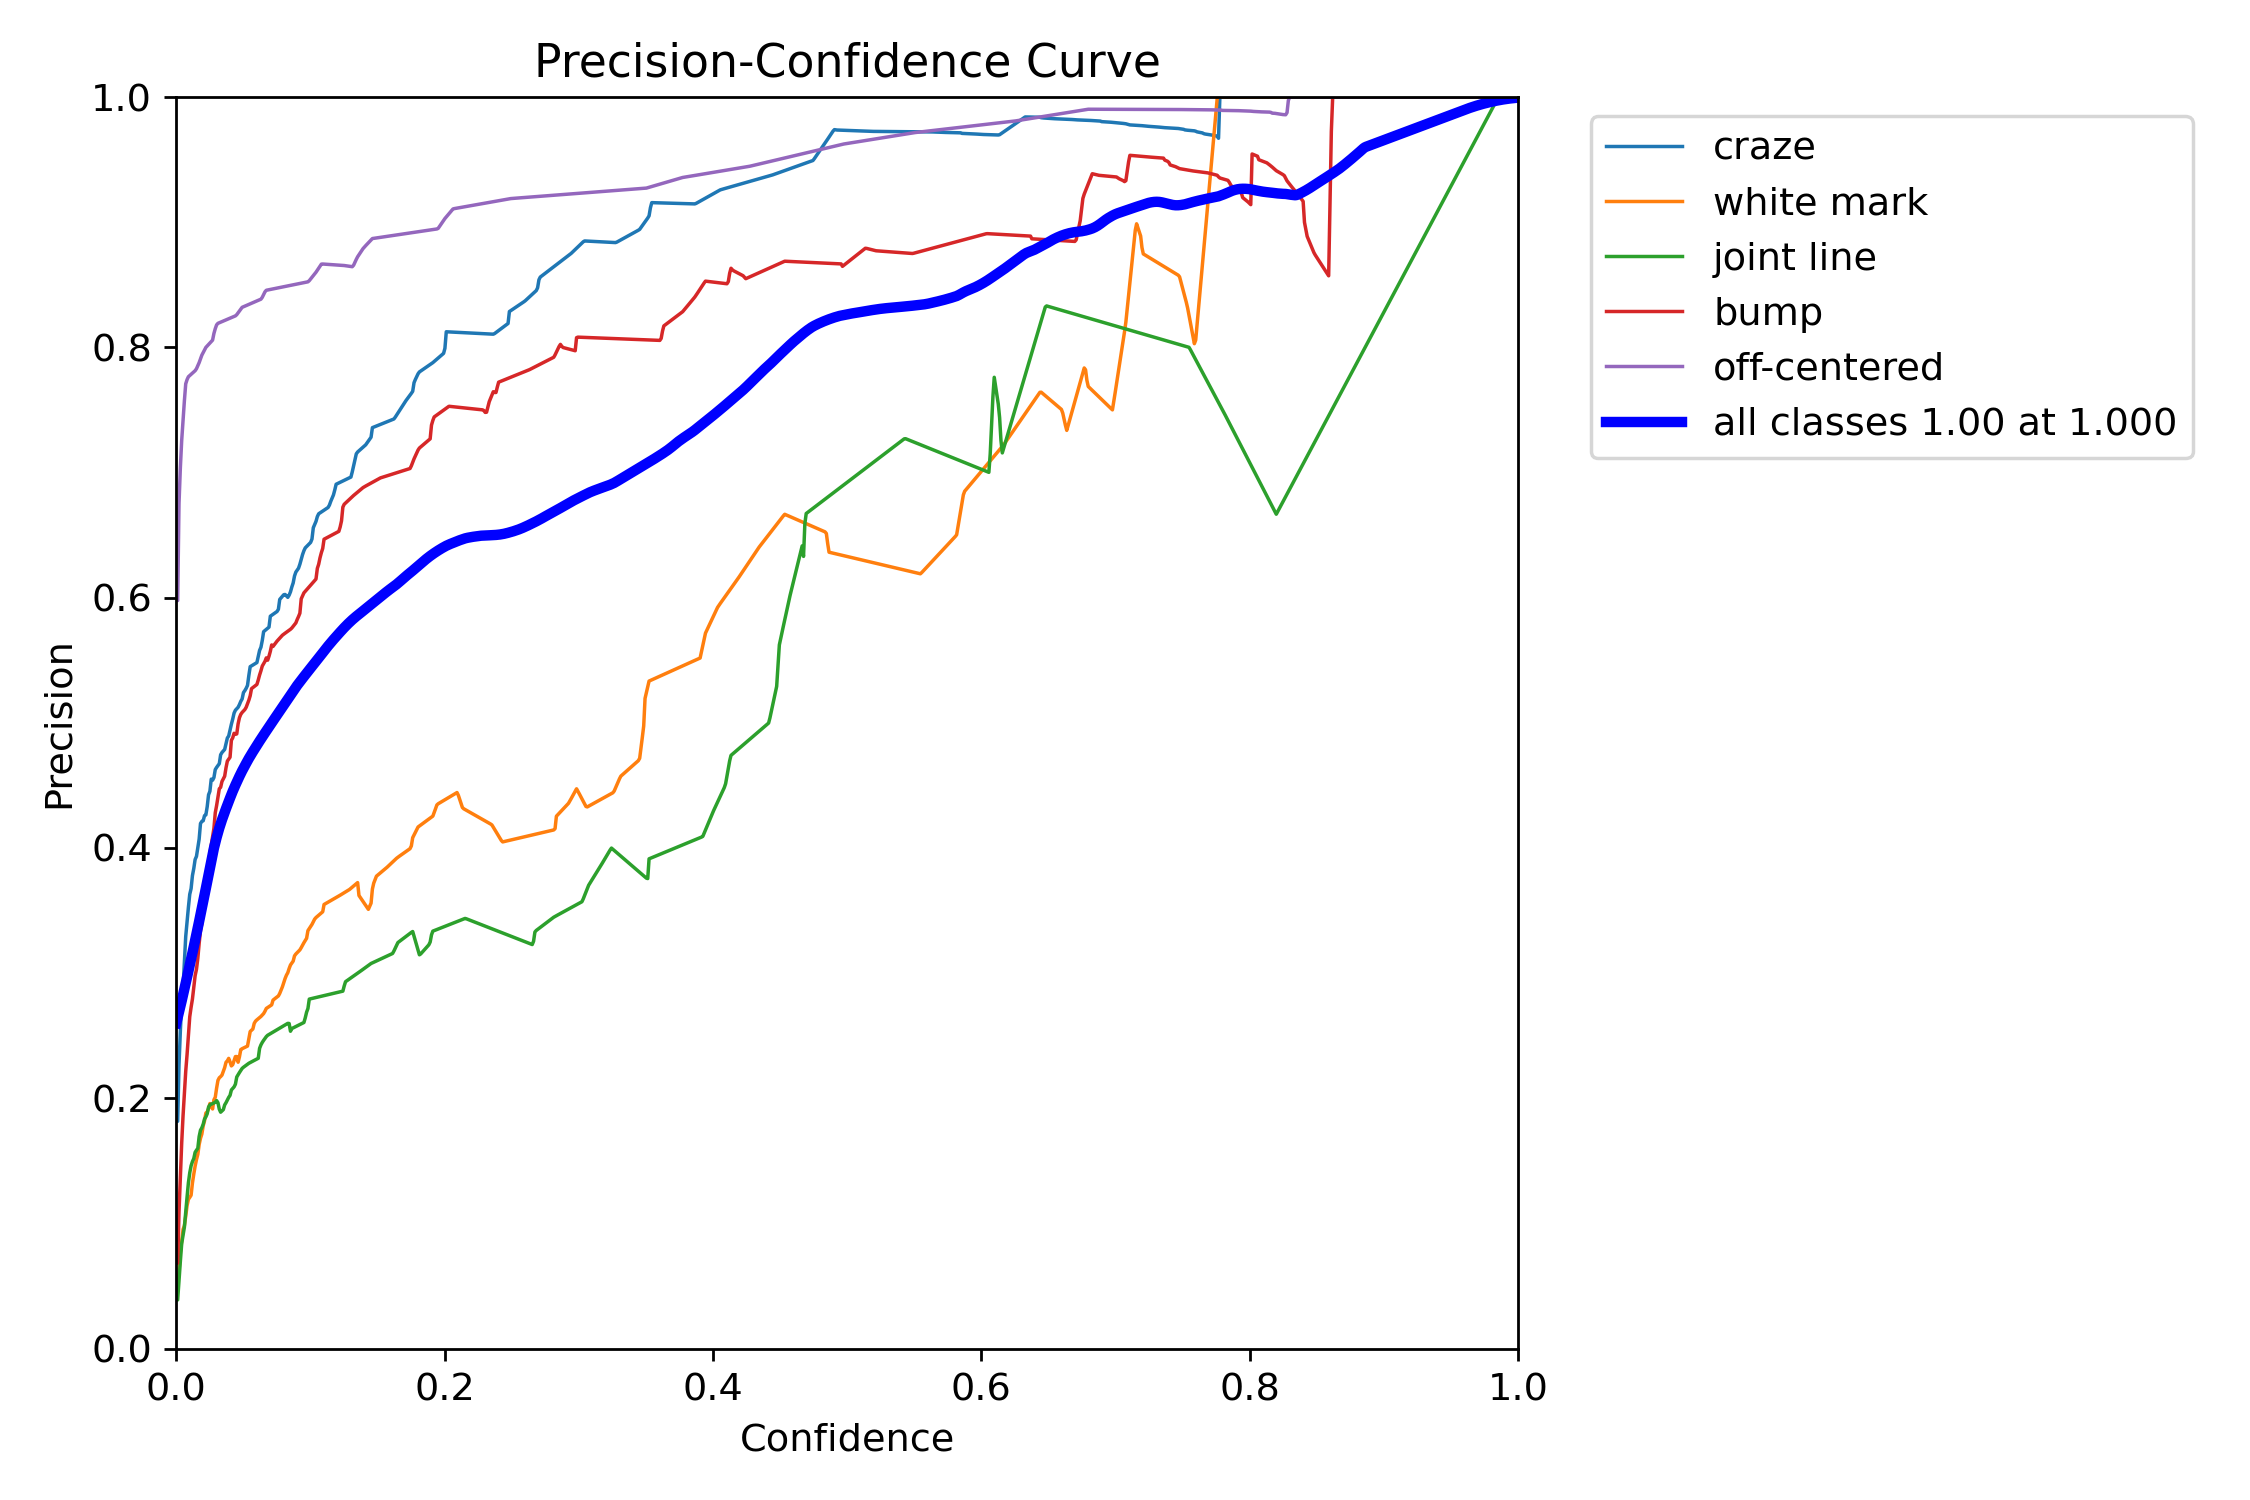 Precision-Confidence Curve
1.0
0.8
0.6
0.4
0.2
0.0
Precision
0.0 0.2 0.4 0.6 0.8 1.0
Confidence
craze
white mark
joint line
bump
off-centered
all classes 1.00 at 1.000